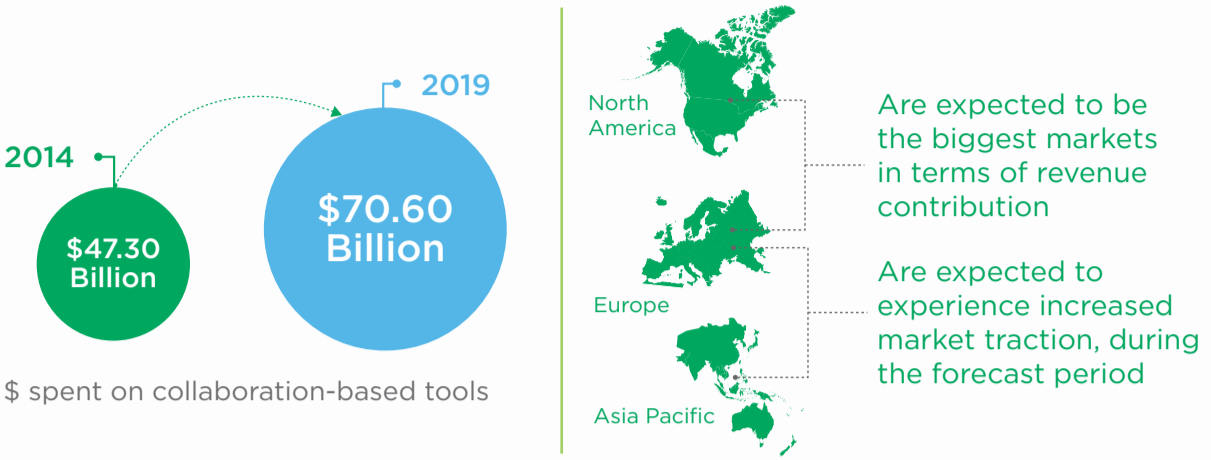 2014
$47.30
Billion
2019
$70.60
Billion
$ spent on collaboration-based tools
North
America
Europe
Asia Pacific
Are expected to be
the biggest markets
in terms of revenue
contribution
Are expected to
experience increased
market traction, during
the forecast period